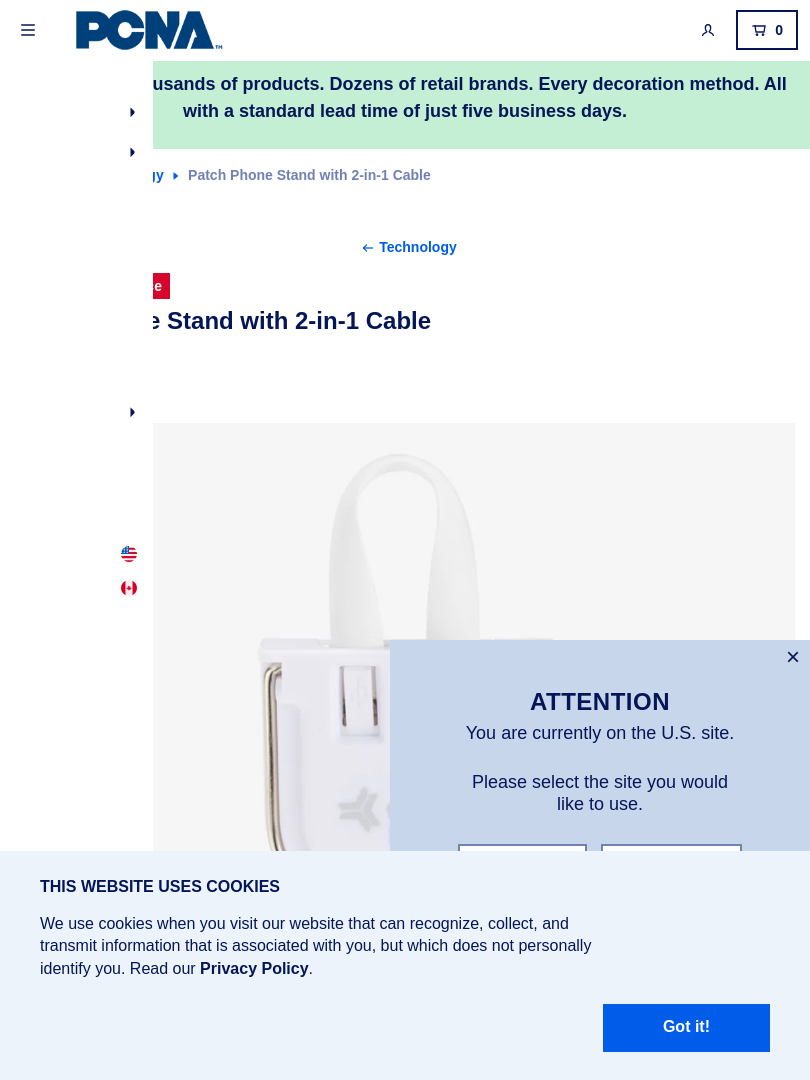 PCNA™
0
usands of products. Dozens of retail brands. Every decoration method. All
with a standard lead time of just five business days.
gy Patch Phone Stand with 2-in-1 Cable
Technology
e Stand with 2-in-1 Cable
ATTENTION
You are currently on the U.S. site.
Please select the site you would
like to use.
THIS WEBSITE USES COOKIES
We use cookies when you visit our website that can recognize, collect, and
transmit information that is associated with you, but which does not personally
identify you. Read our Privacy Policy.
Got it!